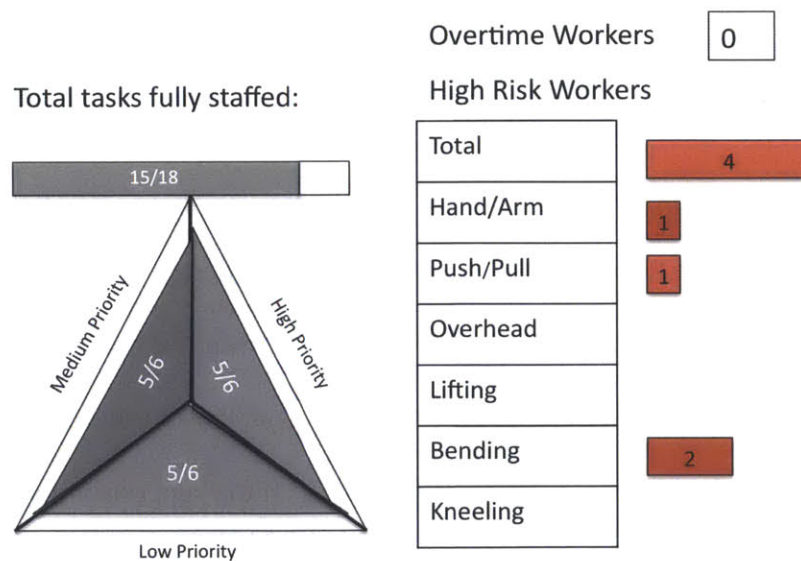 Overtime Workers 0
Total tasks fully staffed:
High Risk Workers
15/18
Medium Priority
High Priority
5/6
5/6
5/6
Low Priority
Total 4
Hand/Arm 1
Push/Pull 1
Overhead
Lifting
Bending 2
Kneeling